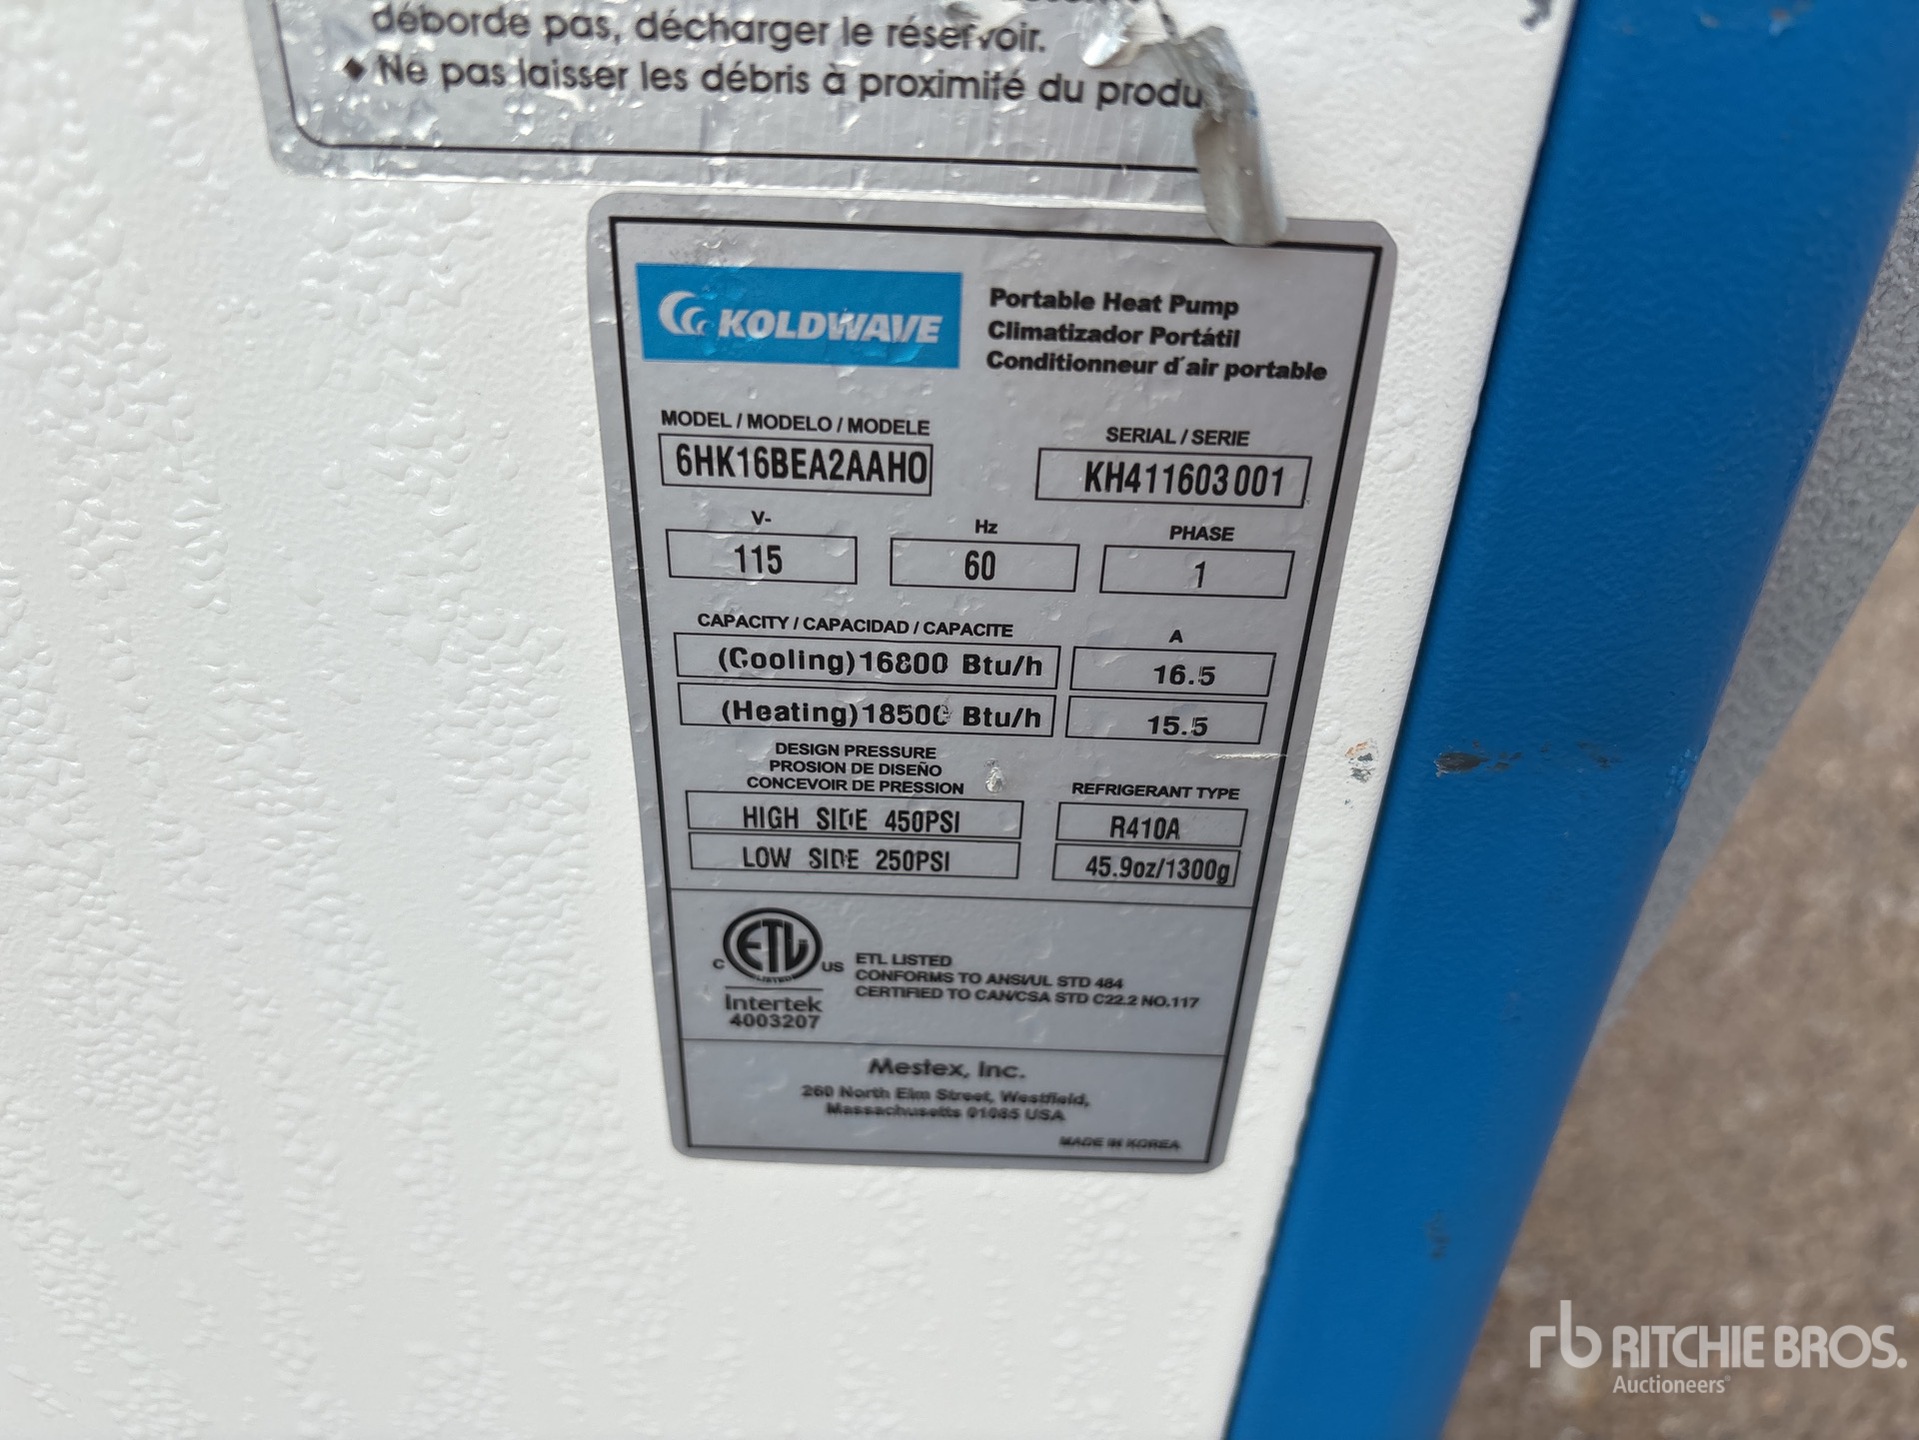 déborde pas, décharger le réservoir.
◆ Ne pas laisser les débris à proximité du produ
KOLDWAVE
Portable Heat Pump
Climatizador Portátil
Conditionneur d'air portable
MODEL / MODELO / MODELE
6HK16BEA2AAH0
SERIAL / SERIE
KH411603001
V~
115
Hz
60
PHASE
1
CAPACITY / CAPACIDAD / CAPACITE
A
(Cooling)16800 Btu/h
16.5
(Heating)18500 Btu/h
15.5
DESIGN PRESSURE
PROSION DE DISEÑO
CONCEVOIR DE PRESSION
REFRIGERANT TYPE
HIGH SIDE 450PSI
R410A
LOW SIDE 250PSI
45.9oz/1300g
C ETL US
LISTED
Intertek
4003207
ETL LISTED
CONFORMS TO ANSI/UL STD 484
CERTIFIED TO CAN/CSA STD C22.2 NO.117
Mestex, Inc.
260 North Elm Street, Westfield,
Massachusetts 01085 USA
MADE IN KOREA
rb RITCHIE BROS.
Auctioneers